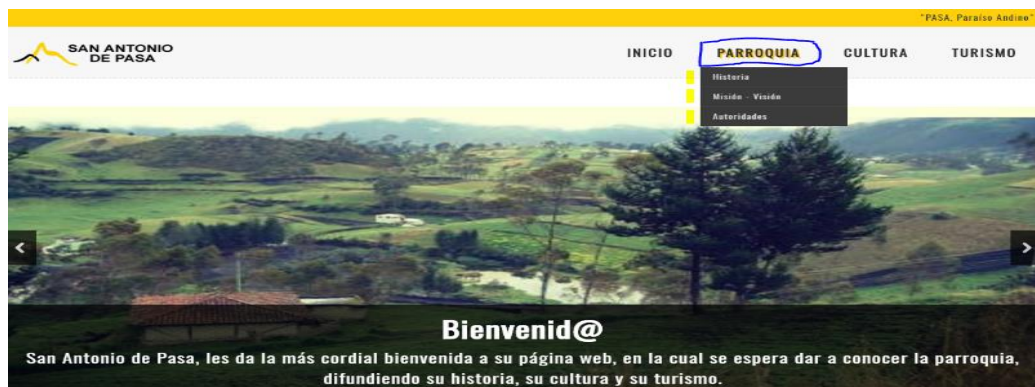 "PASA, Paraíso Andino"
SAN ANTONIO
DE PASA
INICIO PARROQUIA CULTURA TURISMO
Historia
Misión - Visión
Autoridades
Bienvenid@
San Antonio de Pasa, les da la más cordial bienvenida a su página web, en la cual se espera dar a conocer la parroquia,
difundiendo su historia, su cultura y su turismo.